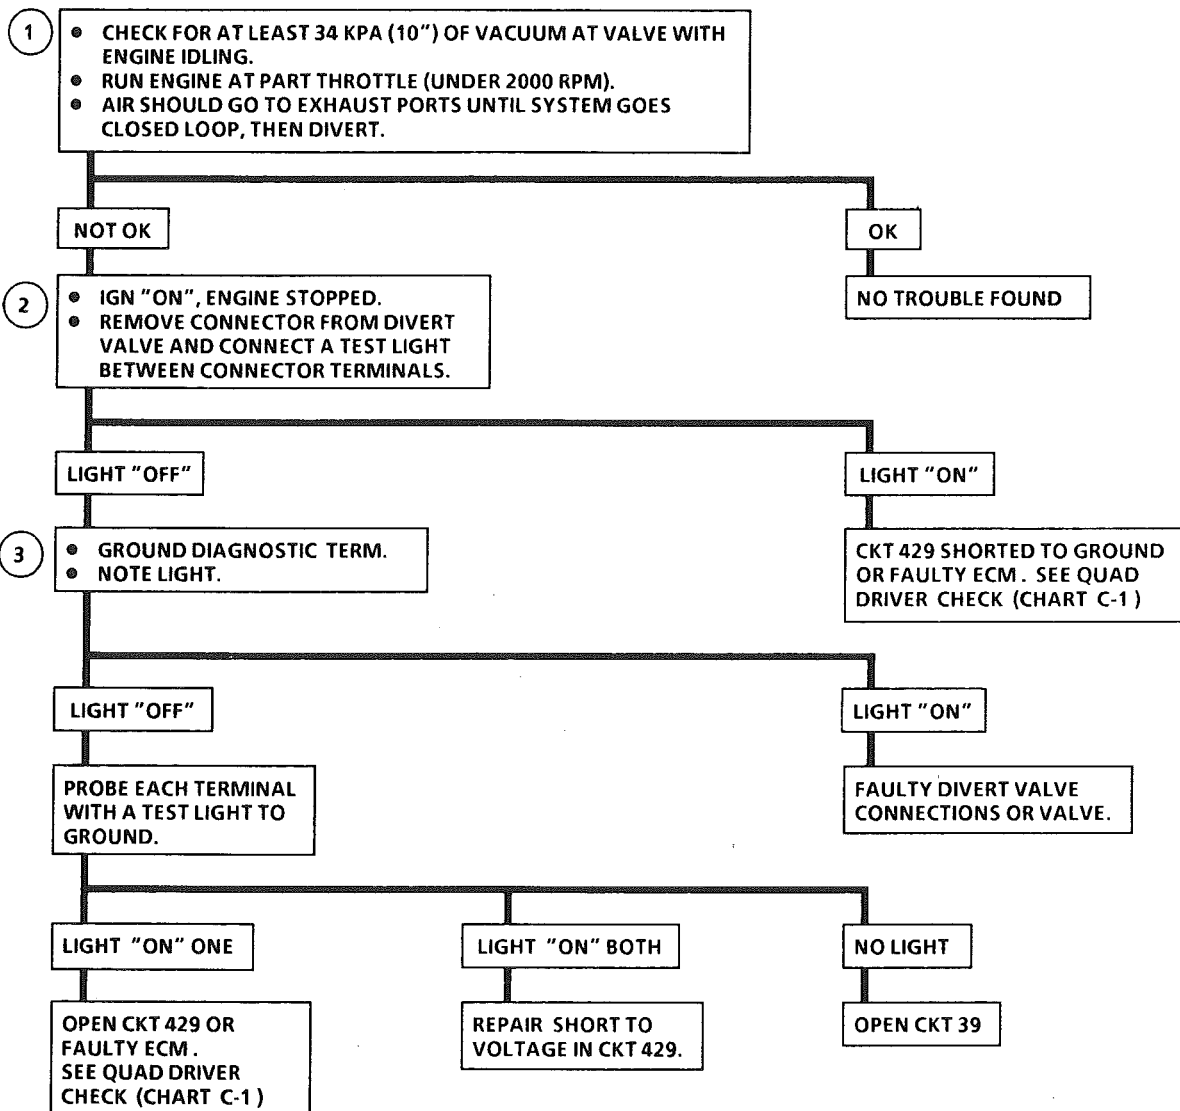 1
● CHECK FOR AT LEAST 34 KPA (10") OF VACUUM AT VALVE WITH
ENGINE IDLING.
● RUN ENGINE AT PART THROTTLE (UNDER 2000 RPM).
● AIR SHOULD GO TO EXHAUST PORTS UNTIL SYSTEM GOES
CLOSED LOOP, THEN DIVERT.
NOT OK
OK
2
● IGN "ON", ENGINE STOPPED.
● REMOVE CONNECTOR FROM DIVERT
VALVE AND CONNECT A TEST LIGHT
BETWEEN CONNECTOR TERMINALS.
NO TROUBLE FOUND
LIGHT "OFF"
LIGHT "ON"
3
● GROUND DIAGNOSTIC TERM.
● NOTE LIGHT.
CKT 429 SHORTED TO GROUND
OR FAULTY ECM. SEE QUAD
DRIVER CHECK (CHART C-1)
LIGHT "OFF"
LIGHT "ON"
PROBE EACH TERMINAL
WITH A TEST LIGHT TO
GROUND.
FAULTY DIVERT VALVE
CONNECTIONS OR VALVE.
LIGHT "ON" ONE
LIGHT "ON" BOTH
NO LIGHT
OPEN CKT 429 OR
FAULTY ECM.
SEE QUAD DRIVER
CHECK (CHART C-1)
REPAIR SHORT TO
VOLTAGE IN CKT 429.
OPEN CKT 39